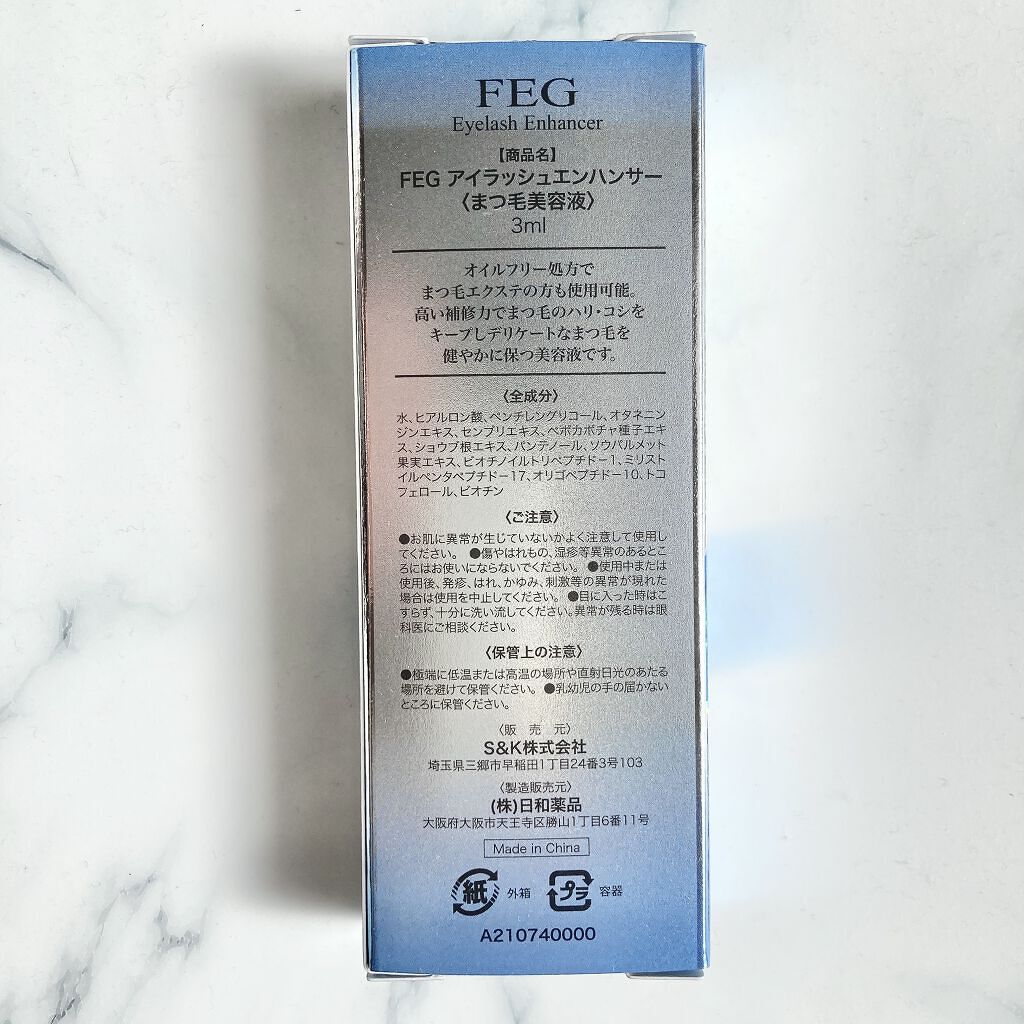 FEG
Eyelash Enhancer
【商品名】
FEG アイラッシュエンハンサー
〈まつ毛美容液〉
3ml
オイルフリー処方で
まつ毛エクステの方も使用可能。
高い補修力でまつ毛のハリ・コシを
キープしデリケートなまつ毛を
健やかに保つ美容液です。
〈全成分〉
水、ヒアルロン酸、ペンチレングリコール、オタネニン
ジンエキス、センブリエキス、ペポカボチャ種子エキ
ス、ショウブ根エキス、パンテノール、ソウパルメット
果実エキス、ビオチノイルトリペプチド－1、ミリスト
イルペンタペプチド－17、オリゴペプチド－10、トコ
フェロール、ビオチン
〈ご注意〉
●お肌に異常が生じていないかよく注意して使用し
てください。 ●傷やはれもの、湿疹等異常のあるとこ
ろにはお使いにならないでください。 ●使用中または
使用後、発疹、はれ、かゆみ、刺激等の異常が現れた
場合は使用を中止してください。 ●目に入った時はこ
すらず、十分に洗い流してください。異常が残る時は眼
科医にご相談ください。
〈保管上の注意〉
●極端に低温または高温の場所や直射日光のあたる
場所を避けて保管ください。 ●乳幼児の手の届かない
ところに保管ください。
〈販 売 元〉
S&K株式会社
埼玉県三郷市早稲田1丁目24番3号103
〈製造販売元〉
(株)日和薬品
大阪府大阪市天王寺区勝山1丁目6番11号
Made in China
紙 外箱 プラ 容器
A210740000